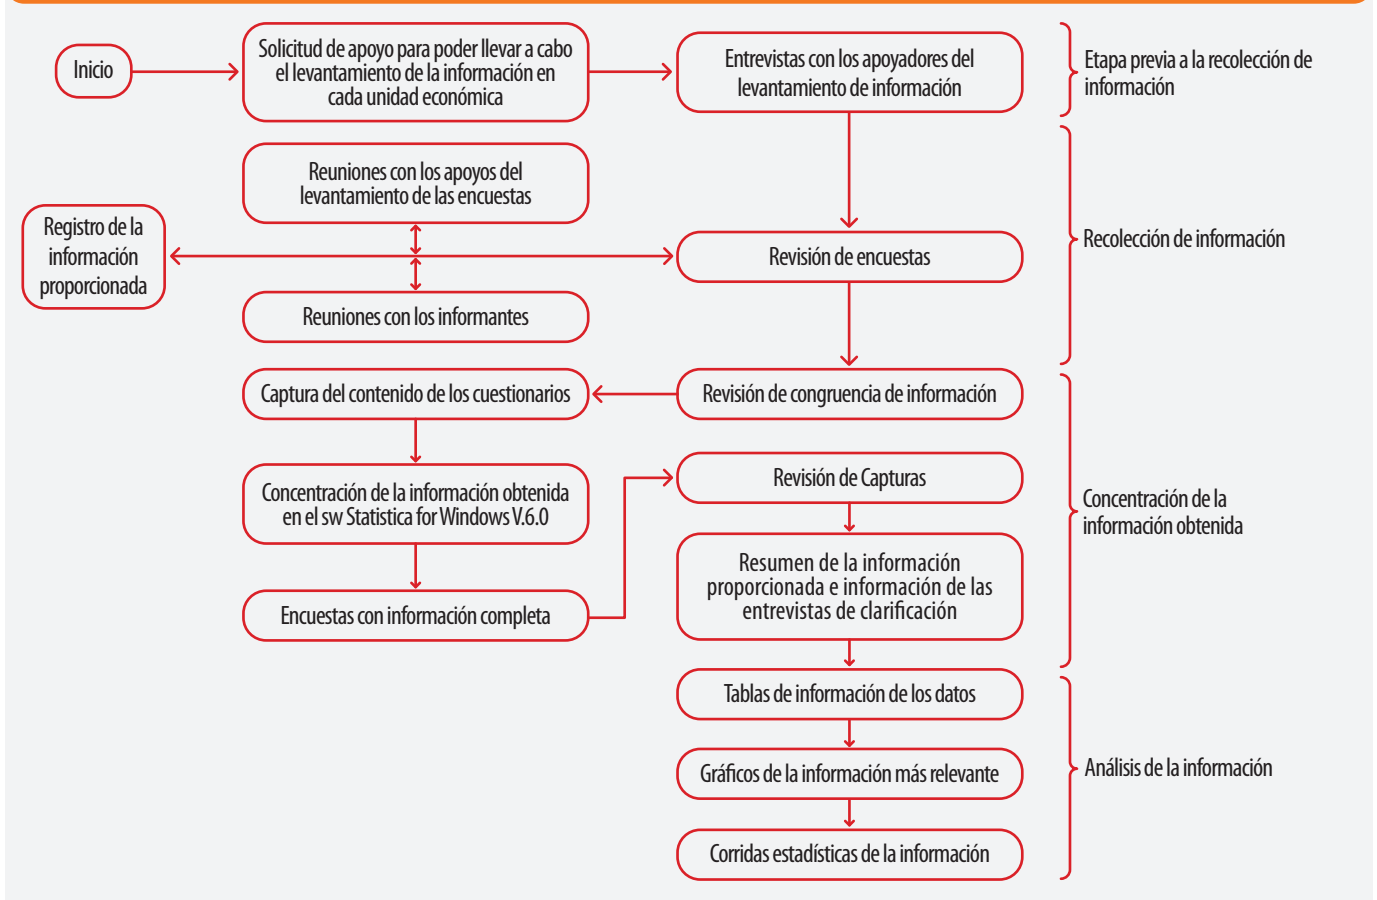 Inicio
Solicitud de apoyo para poder llevar a cabo
el levantamiento de la información en
cada unidad económica
Entrevistas con los apoyadores del
levantamiento de información
Etapa previa a la recolección de
información
Reuniones con los apoyos del
levantamiento de las encuestas
Registro de la
información
proporcionada
Revisión de encuestas
Recolección de información
Reuniones con los informantes
Captura del contenido de los cuestionarios
Revisión de congruencia de información
Concentración de la información obtenida
en el sw Statistica for Windows V.6.0
Revisión de Capturas
Concentración de la
información obtenida
Resumen de la información
proporcionada e información de las
entrevistas de clarificación
Encuestas con información completa
Tablas de información de los datos
Gráficos de la información más relevante
Análisis de la información
Corridas estadísticas de la información